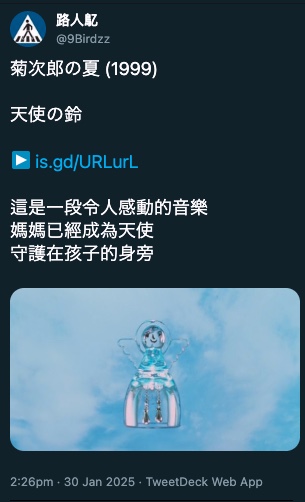 路人髟
@9Birdzz
菊次郎の夏 (1999)
天使の鈴
is.gd/URLurL
這是一段令人感動的音樂
媽媽已經成為天使
守護在孩子的身旁
2:26pm · 30 Jan 2025 · TweetDeck Web App